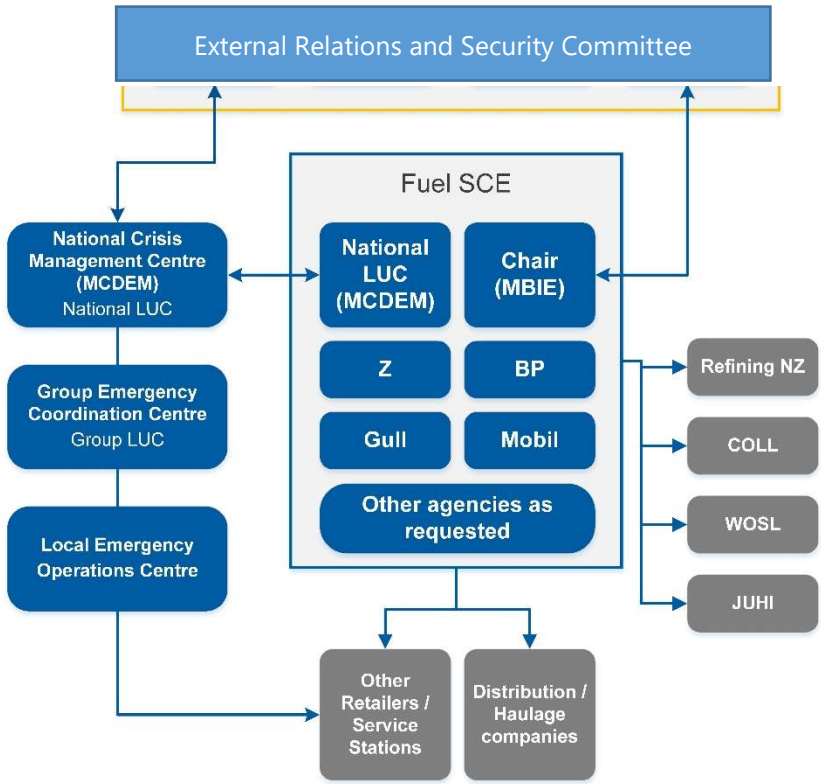 External Relations and Security Committee
Fuel SCE
National Crisis
Management Centre
(MCDEM)
National LUC
National
LUC
(MCDEM)
Chair
(MBIE)
Z
BP
Refining NZ
Group Emergency
Coordination Centre
Group LUC
Gull
Mobil
COLL
Other agencies as
requested
WOSL
Local Emergency
Operations Centre
JUHI
Other
Retailers /
Service
Stations
Distribution /
Haulage
companies